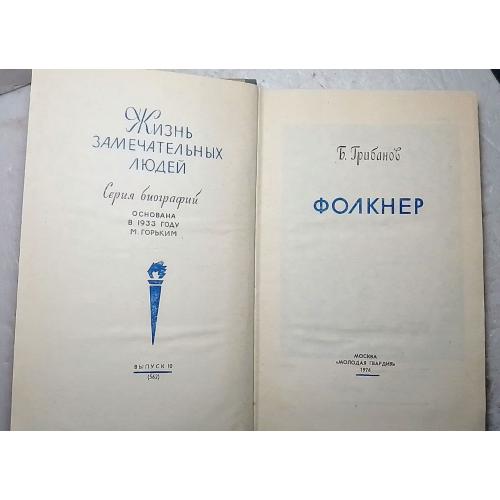 Жизнь
ЗАМЕЧАТЕЛЬНЫХ
ЛЮДЕЙ
Серия биографий
ОСНОВАНА
В 1933 ГОДУ
М. ГОРЬКИМ
ВЫПУСК 10
(562)
Б. Грибанов
ФОЛКНЕР
МОСКВА
«МОЛОДАЯ ГВАРДИЯ»
1976